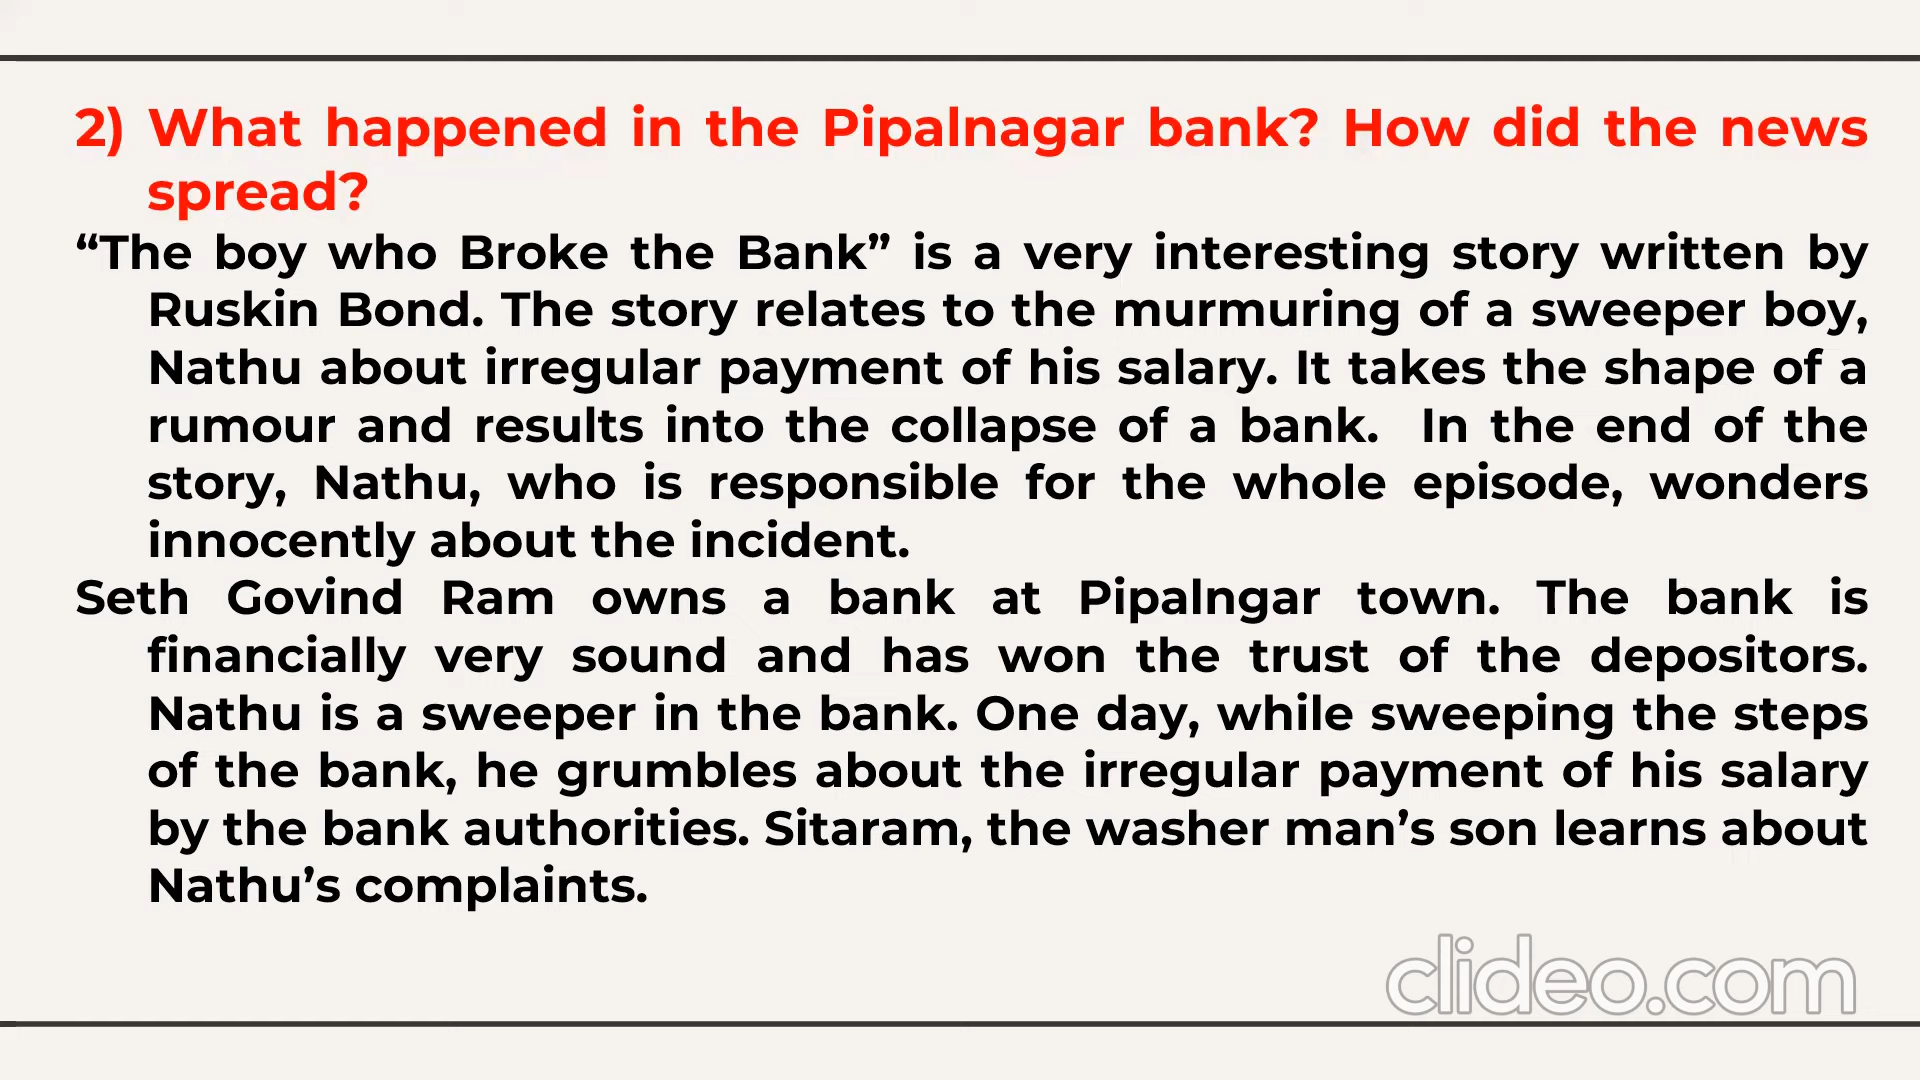 2) What happened in the Pipalnagar bank? How did the news
spread?
“The boy who Broke the Bank” is a very interesting story written by
Ruskin Bond. The story relates to the murmuring of a sweeper boy,
Nathu about irregular payment of his salary. It takes the shape of a
rumour and results into the collapse of a bank. In the end of the
story, Nathu, who is responsible for the whole episode, wonders
innocently about the incident.
Seth Govind Ram owns a bank at Pipalngar town. The bank is
financially very sound and has won the trust of the depositors.
Nathu is a sweeper in the bank. One day, while sweeping the steps
of the bank, he grumbles about the irregular payment of his salary
by the bank authorities. Sitaram, the washer man’s son learns about
Nathu’s complaints.
clideo.com